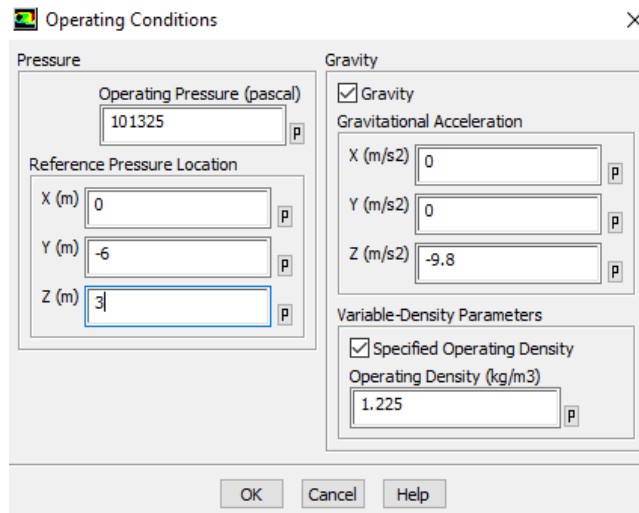 Operating Conditions
Pressure
Operating Pressure (pascal)
101325
P
Reference Pressure Location
X (m) 0
P
Y (m) -6
P
Z (m) 3
P
Gravity
Gravity
Gravitational Acceleration
X (m/s2) 0
P
Y (m/s2) 0
P
Z (m/s2) -9.8
P
Variable-Density Parameters
Specified Operating Density
Operating Density (kg/m3)
1.225
P
OK Cancel Help